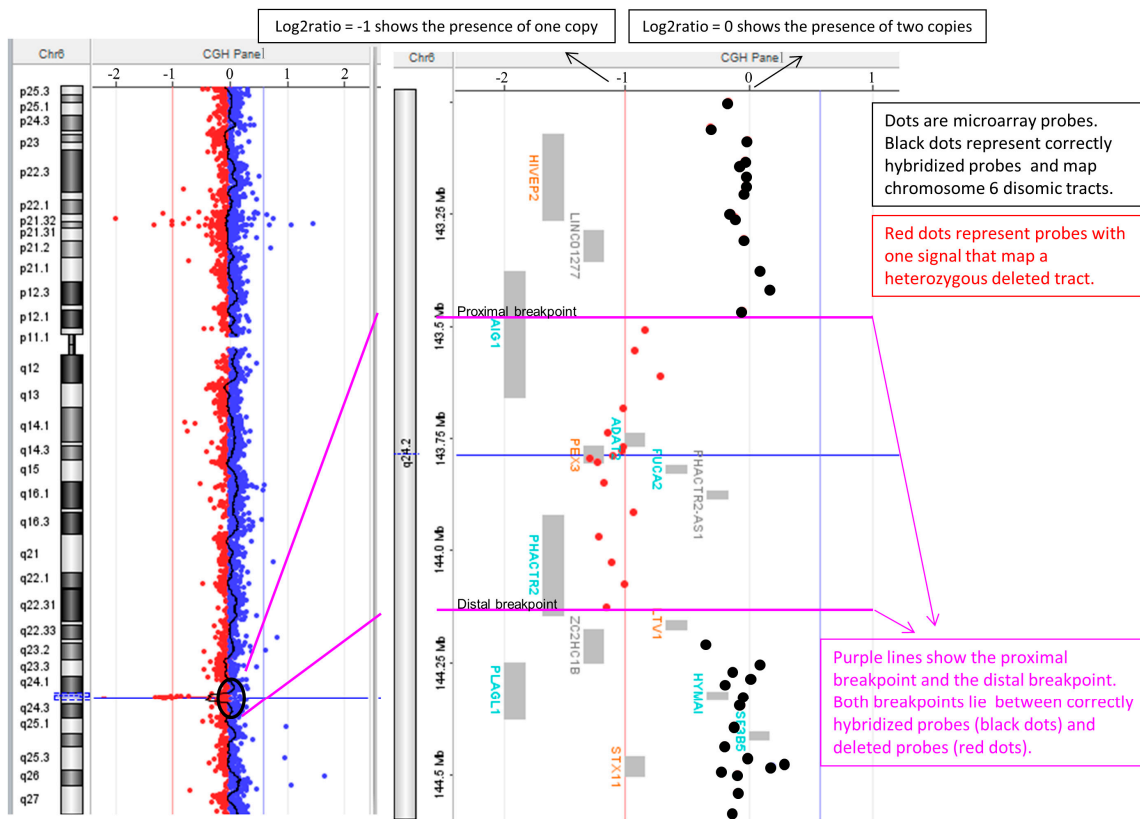 Log2ratio = -1 shows the presence of one copy
Log2ratio = 0 shows the presence of two copies
Chr6
CGH Panel
-2
-1
0
1
2
p25.3
p25.1
p24.3
p23
p22.3
p22.1
p21.32
p21.31
p21.2
p21.1
p12.3
p12.1
p11.1
q12
q13
q14.1
q14.3
q15
q16.1
q16.3
q21
q22.1
q22.31
q22.33
q23.2
q23.3
q24.1
q24.3
q25.1
q25.3
q26
q27
Chr6
CGH Panel
-2
-1
0
1
q24.2
143.25 Mb
143.5 Mb
143.75 Mb
144.0 Mb
144.25 Mb
144.5 Mb
HIVEP2
LINC01277
Proximal breakpoint
AIG1
ADAT2
PEX3
FUCA2
PHACTR2-AS1
PHACTR2
Distal breakpoint
LTV1
ZC2HC1B
PLAGL1
HYMAI
SF3B5
STX11
Dots are microarray probes.
Black dots represent correctly
hybridized probes and map
chromosome 6 disomic tracts.
Red dots represent probes with
one signal that map a
heterozygous deleted tract.
Purple lines show the proximal
breakpoint and the distal breakpoint.
Both breakpoints lie between correctly
hybridized probes (black dots) and
deleted probes (red dots).